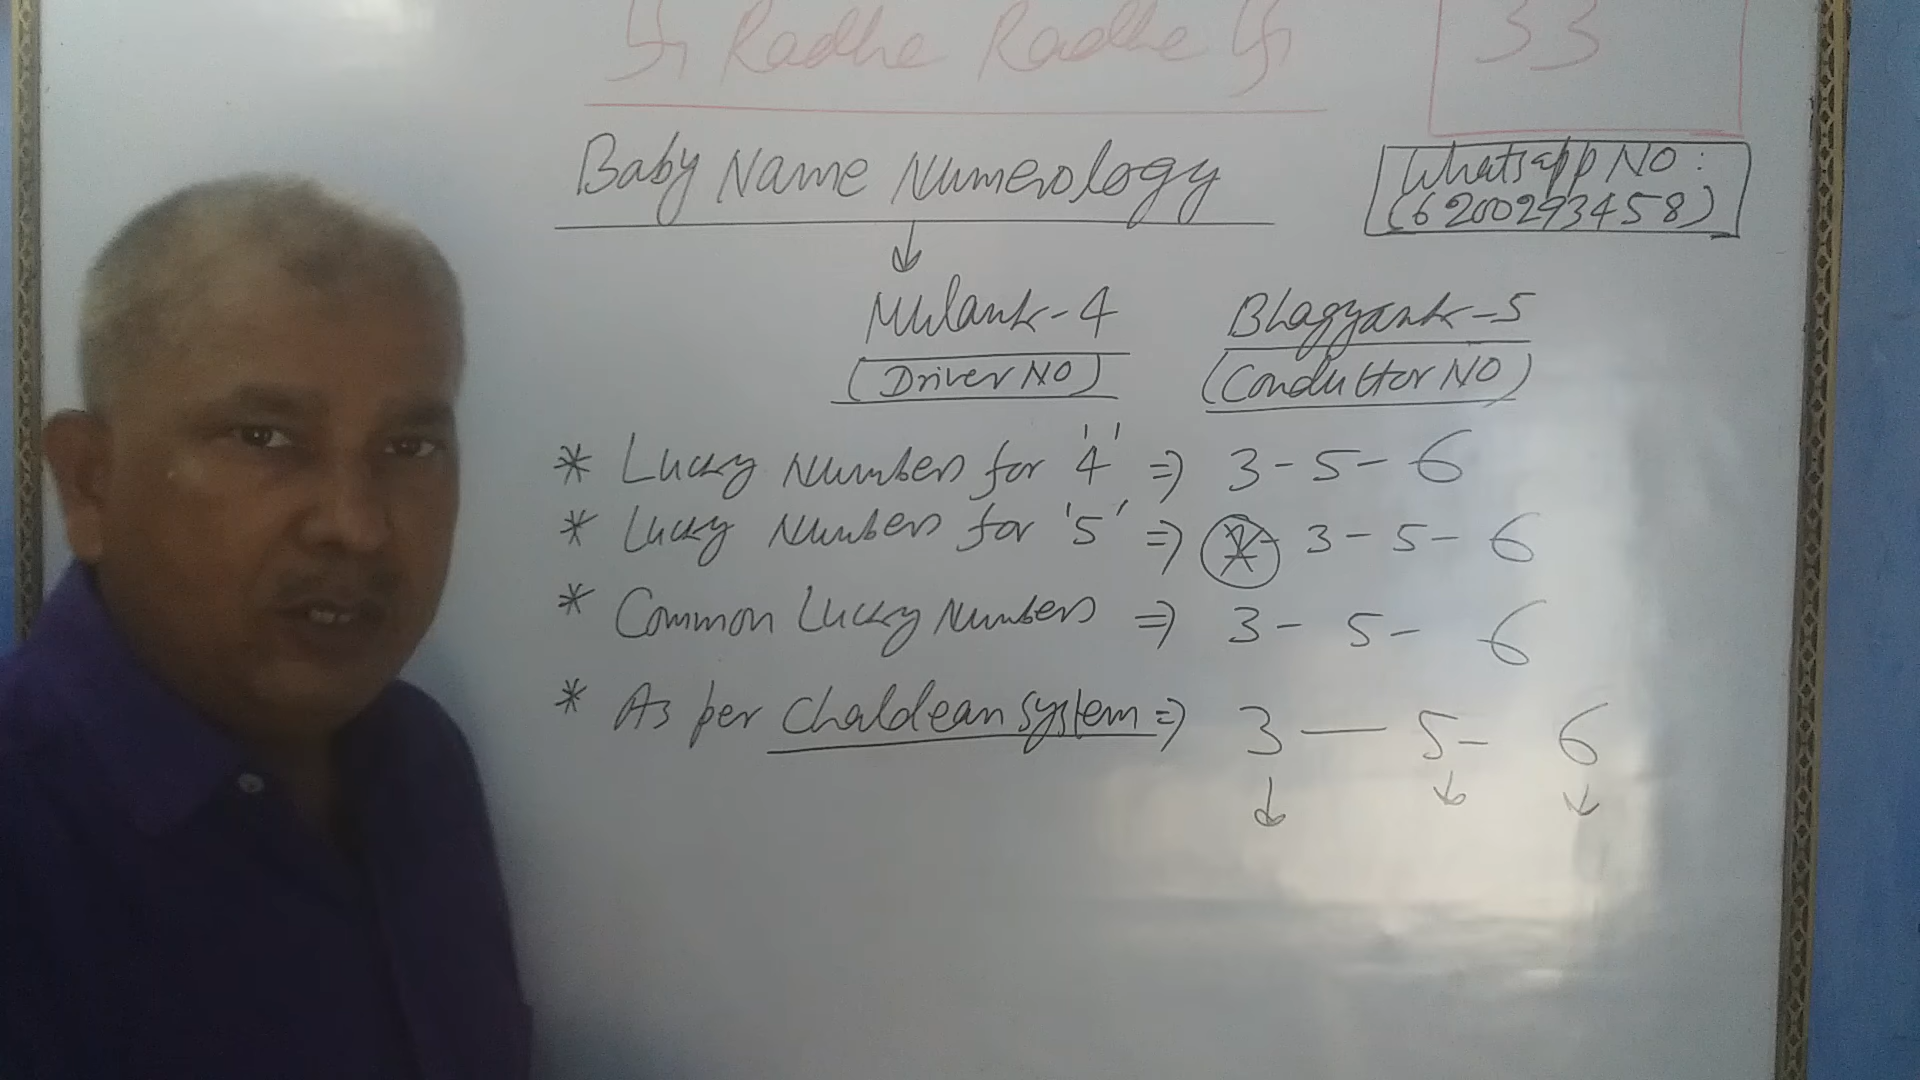 卐 Radhe Radhe 卐
33
Baby Name Numerology
Whatsapp NO:
(6200293458)
↓
Mulank-4
Bhagyank-5
(Driver NO)
(Conductor NO)
* Lucky Numbers for '4' ⇒ 3-5-6
* Lucky Numbers for '5' ⇒ 3-5-6
* Common Lucky Numbers ⇒ 3-5-6
* As per Chaldean system ⇒ 3—5-6
↓ ↓ ↓